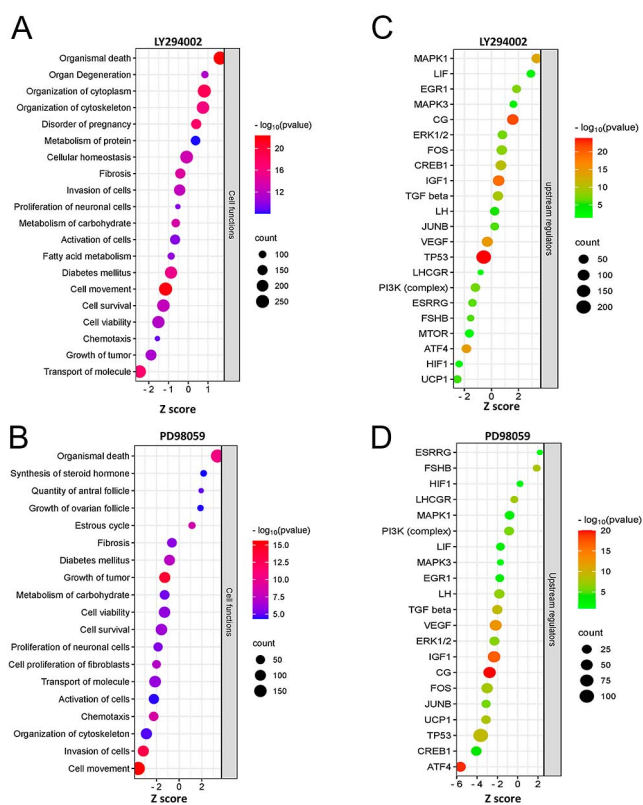 A
LY294002
Organismal death
Organ Degeneration
Organization of cytoplasm
Organization of cytoskeleton
Disorder of pregnancy
Metabolism of protein
Cellular homeostasis
Fibrosis
Invasion of cells
Proliferation of neuronal cells
Metabolism of carbohydrate
Activation of cells
Fatty acid metabolism
Diabetes mellitus
Cell movement
Cell survival
Cell viability
Chemotaxis
Growth of tumor
Transport of molecule
-2 -1 0 1
Z score
Cell functions
- log₁₀(pvalue)
20
16
12
8
count
100
150
200
250
C
LY294002
MAPK1
LIF
EGR1
MAPK3
CG
ERK1/2
FOS
CREB1
IGF1
TGF beta
LH
JUNB
VEGF
TP53
LHCGR
PI3K (complex)
ESRRG
FSHB
MTOR
ATF4
HIF1
UCP1
-2 0 2
Z score
upstream regulators
- log₁₀(pvalue)
20
15
10
5
count
50
100
150
200
B
PD98059
Organismal death
Synthesis of steroid hormone
Quantity of antral follicle
Growth of ovarian follicle
Estrous cycle
Fibrosis
Diabetes mellitus
Growth of tumor
Metabolism of carbohydrate
Cell viability
Cell survival
Proliferation of neuronal cells
Cell proliferation of fibroblasts
Transport of molecule
Activation of cells
Chemotaxis
Organization of cytoskeleton
Invasion of cells
Cell movement
-2 0 2
Z score
Cell functions
- log₁₀(pvalue)
15.0
12.5
10.0
7.5
5.0
count
50
100
150
D
PD98059
ESRRG
FSHB
HIF1
LHCGR
MAPK1
PI3K (complex)
LIF
MAPK3
EGR1
LH
TGF beta
VEGF
ERK1/2
IGF1
CG
FOS
JUNB
UCP1
TP53
CREB1
ATF4
-6 -4 -2 0 2
Z score
Upstream regulators
- log₁₀(pvalue)
20
15
10
5
count
25
50
75
100